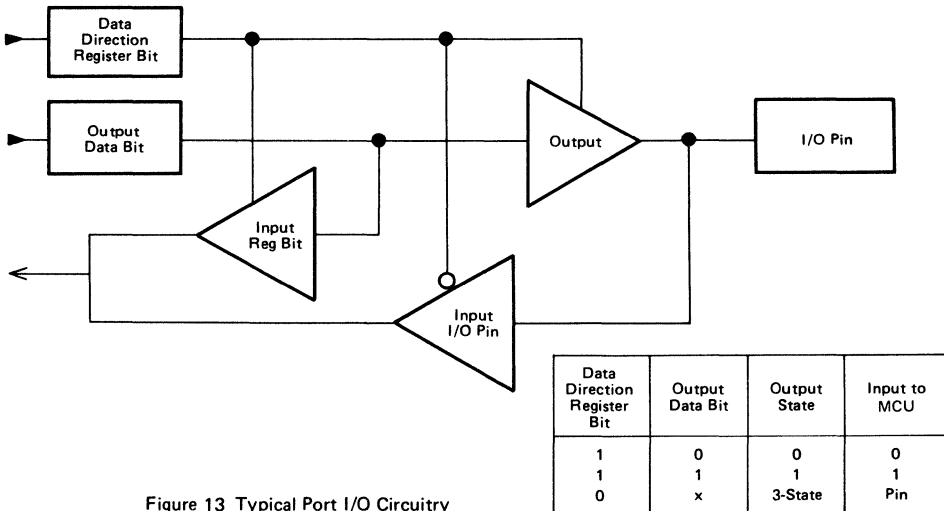 Data
Direction
Register Bit
Output
Data Bit
Output
I/O Pin
Input
Reg Bit
Input
I/O Pin
Data
Direction
Register
Bit
Output
Data Bit
Output
State
Input to
MCU
1 0 0 0
1 1 1 1
0 x 3-State Pin
Figure 13 Typical Port I/O Circuitry